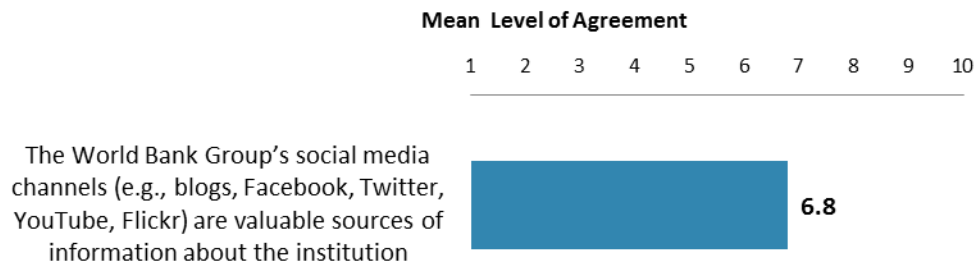 Mean Level of Agreement
1 2 3 4 5 6 7 8 9 10
The World Bank Group's social media
channels (e.g., blogs, Facebook, Twitter,
YouTube, Flickr) are valuable sources of
information about the institution
6.8